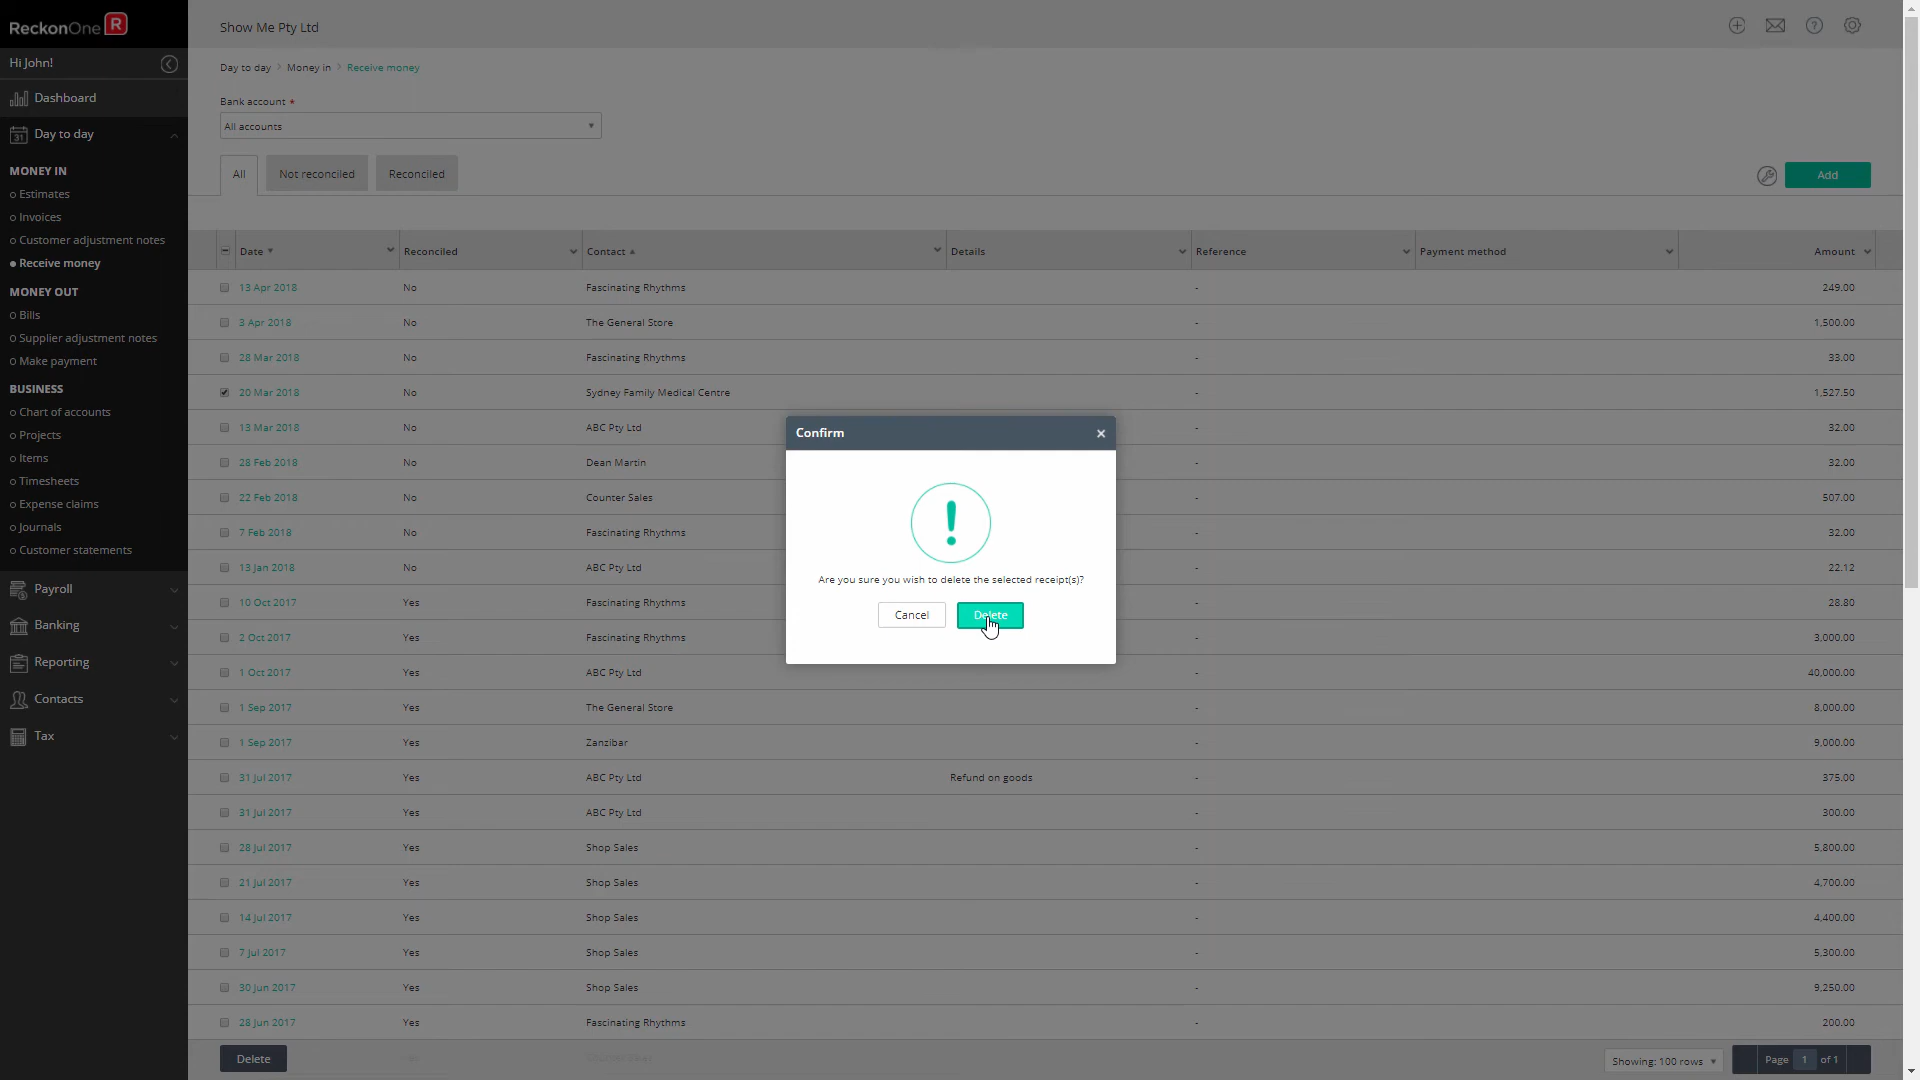 ReckonOne R
Show Me Pty Ltd
Hi John!
Dashboard
Day to day
31
MONEY IN
Estimates
Invoices
Customer adjustment notes
Receive money
MONEY OUT
Bills
Supplier adjustment notes
Make payment
BUSINESS
Chart of accounts
Projects
Items
Timesheets
Expense claims
Journals
Customer statements
Payroll
Banking
Reporting
Contacts
Tax
Day to day > Money in > Receive money
Bank account *
All accounts
All Not reconciled Reconciled
Add
Date Reconciled Contact Details Reference Payment method Amount
13 Apr 2018 No Fascinating Rhythms - 249.00
3 Apr 2018 No The General Store - 1,500.00
28 Mar 2018 No Fascinating Rhythms - 33.00
20 Mar 2018 No Sydney Family Medical Centre - 1,527.50
13 Mar 2018 No ABC Pty Ltd - 32.00
28 Feb 2018 No Dean Martin - 32.00
22 Feb 2018 No Counter Sales - 507.00
7 Feb 2018 No Fascinating Rhythms - 32.00
13 Jan 2018 No ABC Pty Ltd - 22.12
10 Oct 2017 Yes Fascinating Rhythms - 28.80
2 Oct 2017 Yes Fascinating Rhythms - 3,000.00
1 Oct 2017 Yes ABC Pty Ltd - 40,000.00
1 Sep 2017 Yes The General Store - 8,000.00
1 Sep 2017 Yes Zanzibar - 9,000.00
31 Jul 2017 Yes ABC Pty Ltd Refund on goods - 375.00
31 Jul 2017 Yes ABC Pty Ltd - 300.00
28 Jul 2017 Yes Shop Sales - 5,800.00
21 Jul 2017 Yes Shop Sales - 4,700.00
14 Jul 2017 Yes Shop Sales - 4,400.00
7 Jul 2017 Yes Shop Sales - 5,300.00
30 Jun 2017 Yes Shop Sales - 9,250.00
28 Jun 2017 Yes Fascinating Rhythms - 200.00
Confirm ×
!
Are you sure you wish to delete the selected receipt(s)?
Cancel Delete
Delete
Showing: 100 rows
Page 1 of 1